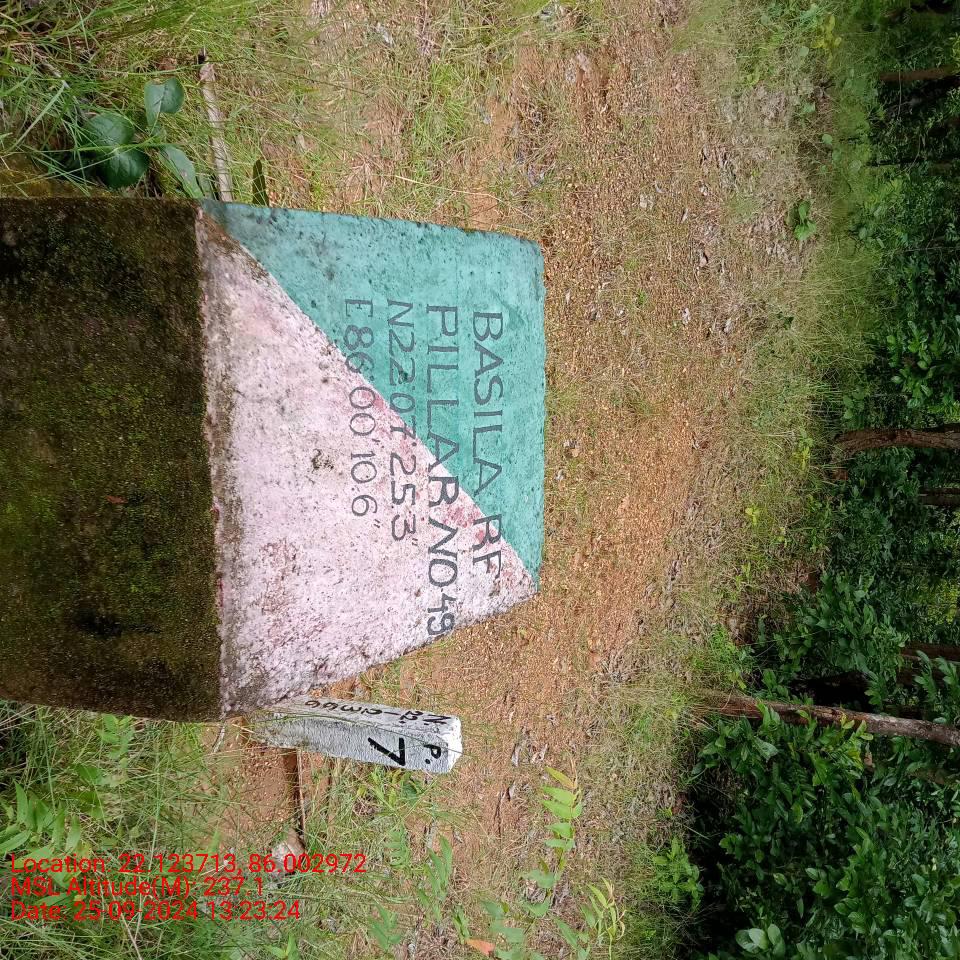 BASILA RF
PILLAR NO 49
N22 07' 25.3"
E 86 00' 10.6"
P.
7
Location: 22.123713, 86.002972
MSL Altitude(M): 237.1
Date: 25-09-2024 13:23:24